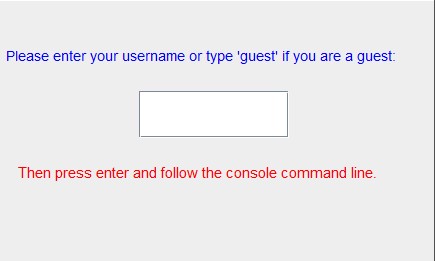 Please enter your username or type 'guest' if you are a guest:
Then press enter and follow the console command line.